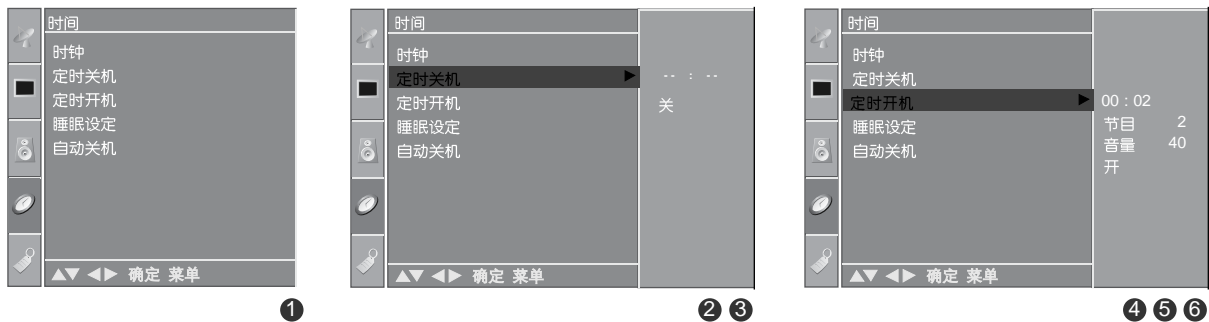 时间
时钟
定时关机
定时开机
睡眠设定
自动关机
▲▼ ◀▶ 确定 菜单
❶
时间
时钟
定时关机 ▶
定时开机
睡眠设定
自动关机
-- : --
关
▲▼ ◀▶ 确定 菜单
❷ ❸
时间
时钟
定时关机
定时开机 ▶
睡眠设定
自动关机
00 : 02
节目 2
音量 40
开
▲▼ ◀▶ 确定 菜单
❹ ❺ ❻